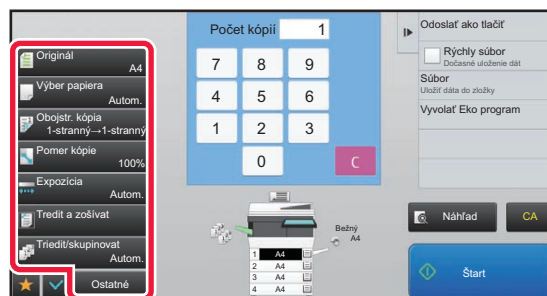 Originál
A4
Výber papiera
Autom.
Obojstr. kópia
1-stranný→1-stranný
Pomer kópie
100%
Expozícia
Autom.
Tredit a zošívat
Triediť/skupinovat
Autom.
Ostatné
Počet kópií 1
7 8 9
4 5 6
1 2 3
0 C
Bežný
A4
1 A4
2 A4
3 A4
4 A4
Odoslať ako tlačiť
Rýchly súbor
Dočasné uloženie dát
Súbor
Uložiť dáta do zložky
Vyvolať Eko program
Náhľad CA
Štart